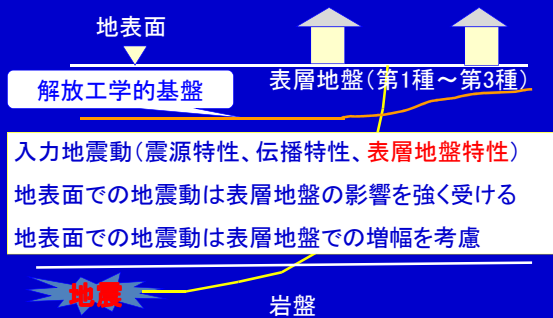 地表面
解放工学的基盤
表層地盤(第1種～第3種)
入力地震動(震源特性、伝播特性、表層地盤特性)
地表面での地震動は表層地盤の影響を強く受ける
地表面での地震動は表層地盤での増幅を考慮
地震
岩盤